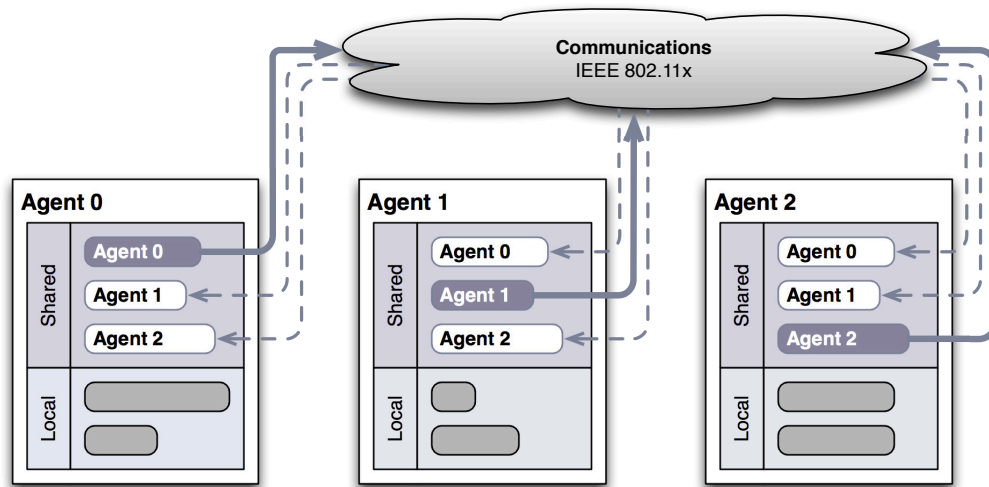 Communications
IEEE 802.11x
Agent 0
Shared
Agent 0
Agent 1
Agent 2
Local
Agent 1
Shared
Agent 0
Agent 1
Agent 2
Local
Agent 2
Shared
Agent 0
Agent 1
Agent 2
Local